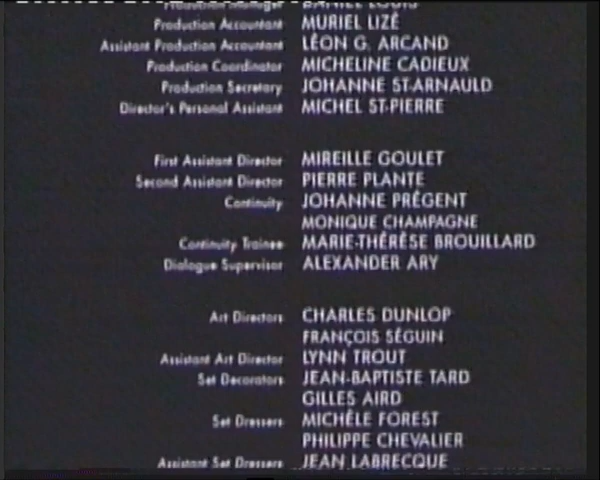 Production Manager DANIEL LOUIS
Production Accountant MURIEL LIZÉ
Assistant Production Accountant LÉON G. ARCAND
Production Coordinator MICHELINE CADIEUX
Production Secretary JOHANNE ST-ARNAULD
Director's Personal Assistant MICHEL ST-PIERRE
First Assistant Director MIREILLE GOULET
Second Assistant Director PIERRE PLANTE
Continuity JOHANNE PRÉGENT
MONIQUE CHAMPAGNE
Continuity Trainee MARIE-THÉRÈSE BROUILLARD
Dialogue Supervisor ALEXANDER ARY
Art Directors CHARLES DUNLOP
FRANÇOIS SÉGUIN
Assistant Art Director LYNN TROUT
Set Decorators JEAN-BAPTISTE TARD
GILLES AIRD
Set Dressers MICHÈLE FOREST
PHILIPPE CHEVALIER
Assistant Set Dressers JEAN LABRECQUE